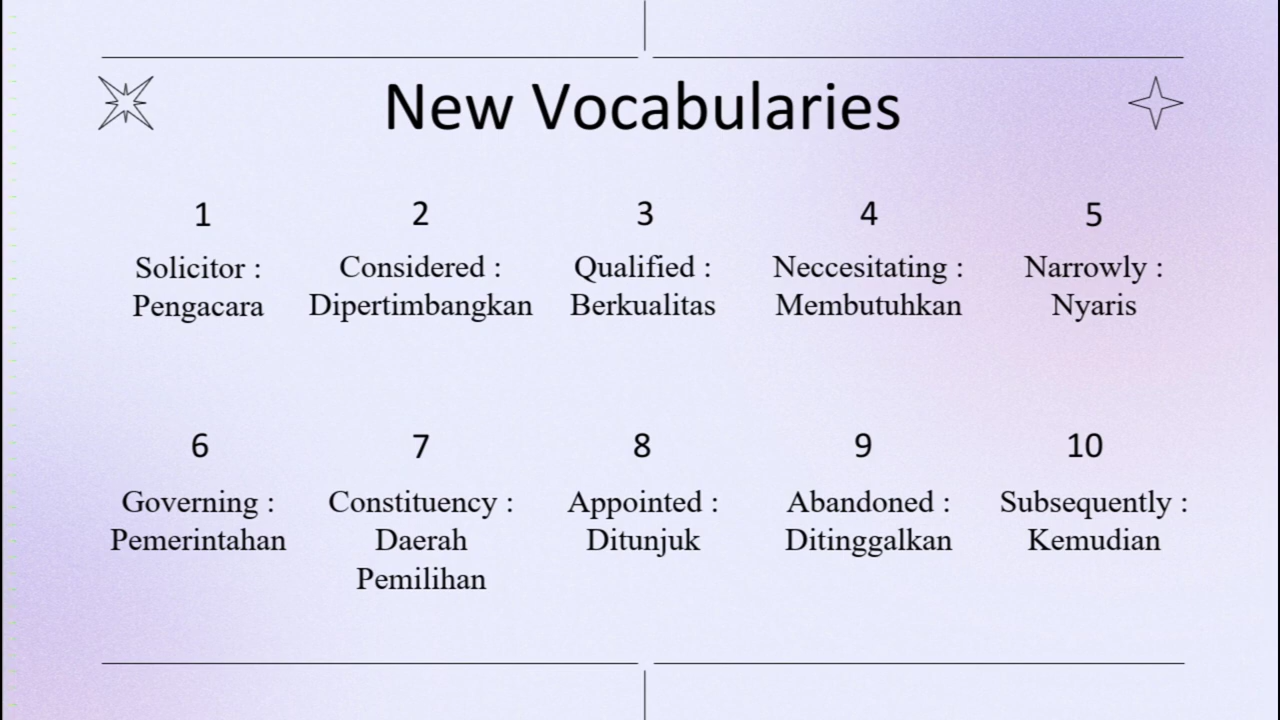 New Vocabularies
1
Solicitor :
Pengacara
2
Considered :
Dipertimbangkan
3
Qualified :
Berkualitas
4
Neccesitating :
Membutuhkan
5
Narrowly :
Nyaris
6
Governing :
Pemerintahan
7
Constituency :
Daerah
Pemilihan
8
Appointed :
Ditunjuk
9
Abandoned :
Ditinggalkan
10
Subsequently :
Kemudian